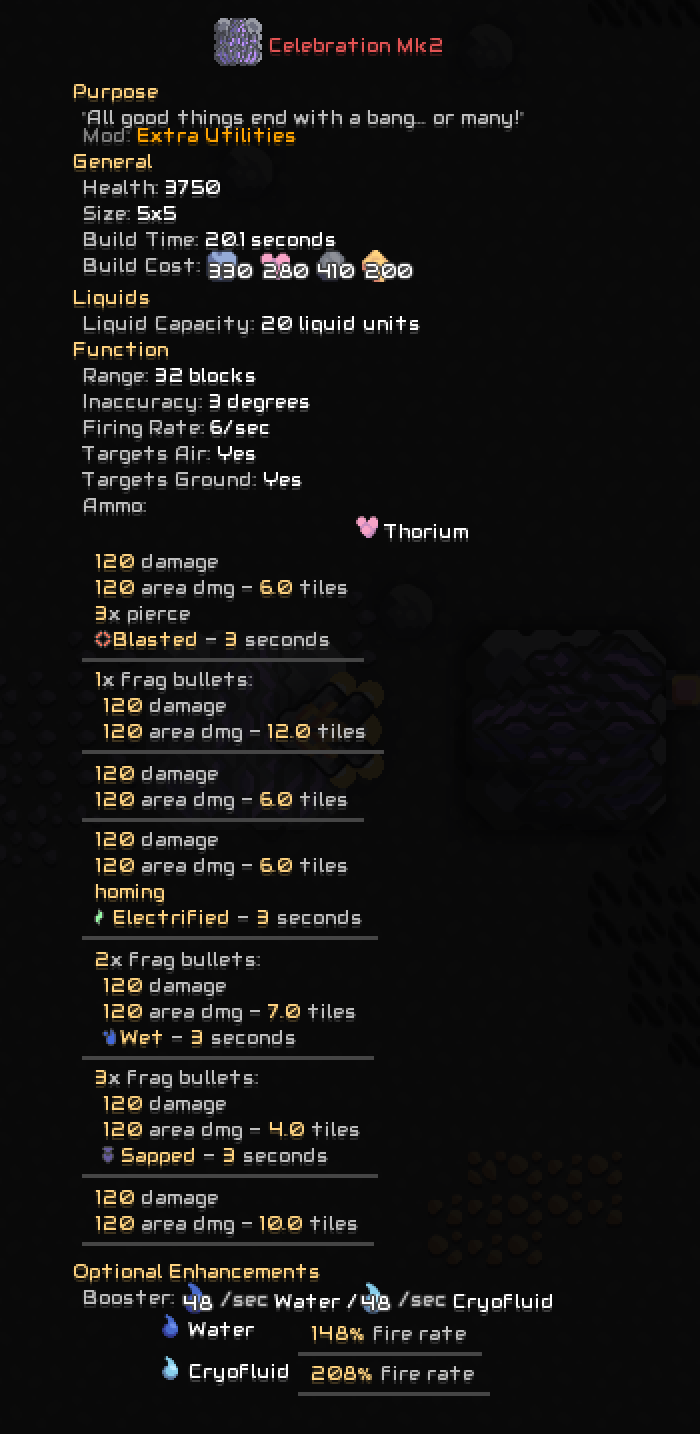 Celebration Mk2
Purpose
"All good things end with a bang... or many!"
Mod: Extra Utilities
General
Health: 3750
Size: 5x5
Build Time: 20.1 seconds
Build Cost: 330 280 410 200
Liquids
Liquid Capacity: 20 liquid units
Function
Range: 32 blocks
Inaccuracy: 3 degrees
Firing Rate: 6/sec
Targets Air: Yes
Targets Ground: Yes
Ammo:
Thorium
120 damage
120 area dmg ~ 6.0 tiles
3x pierce
Blasted ~ 3 seconds
1x Frag bullets:
120 damage
120 area dmg ~ 12.0 tiles
120 damage
120 area dmg ~ 6.0 tiles
120 damage
120 area dmg ~ 6.0 tiles
homing
Electrified ~ 3 seconds
2x Frag bullets:
120 damage
120 area dmg ~ 7.0 tiles
Wet ~ 3 seconds
3x Frag bullets:
120 damage
120 area dmg ~ 4.0 tiles
Sapped ~ 3 seconds
120 damage
120 area dmg ~ 10.0 tiles
Optional Enhancements
Booster: 48 /sec Water / 48 /sec Cryofluid
Water 148% Fire rate
Cryofluid 208% Fire rate